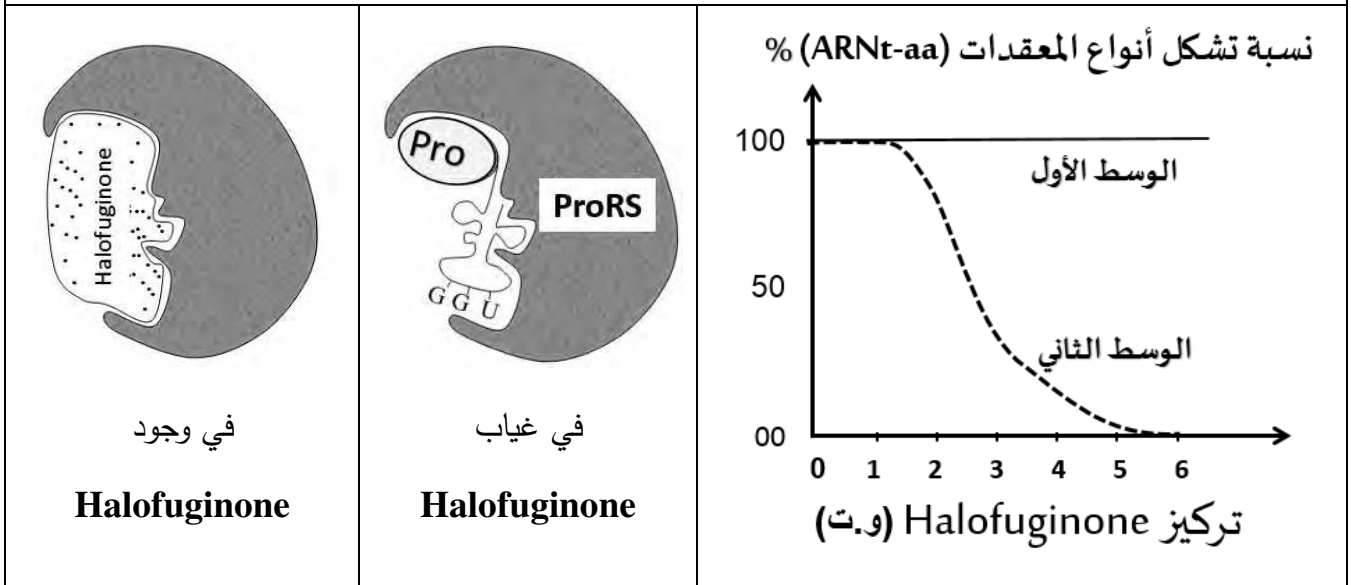 نسبة تشكل أنواع المعقدات (ARNt-aa) %
100
50
00
0 1 2 3 4 5 6
الوسط الأول
الوسط الثاني
تركيز Halofuginone (و.ت)
Pro
ProRS
G G U
في غياب
Halofuginone
Halofuginone
في وجود
Halofuginone